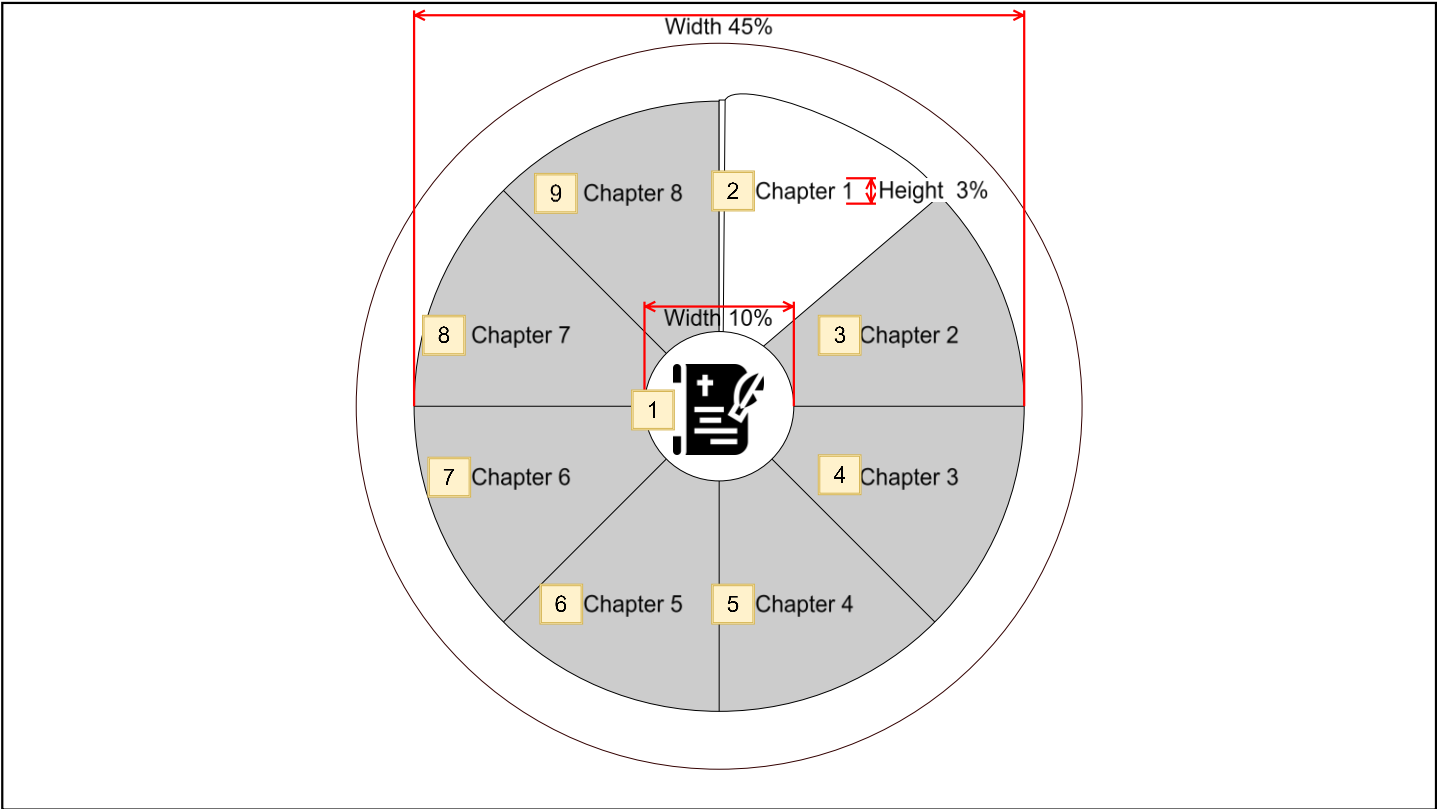 Width 45%
9 Chapter 8
2 Chapter 1 Height 3%
Width 10%
8 Chapter 7
3 Chapter 2
1
7 Chapter 6
4 Chapter 3
6 Chapter 5
5 Chapter 4